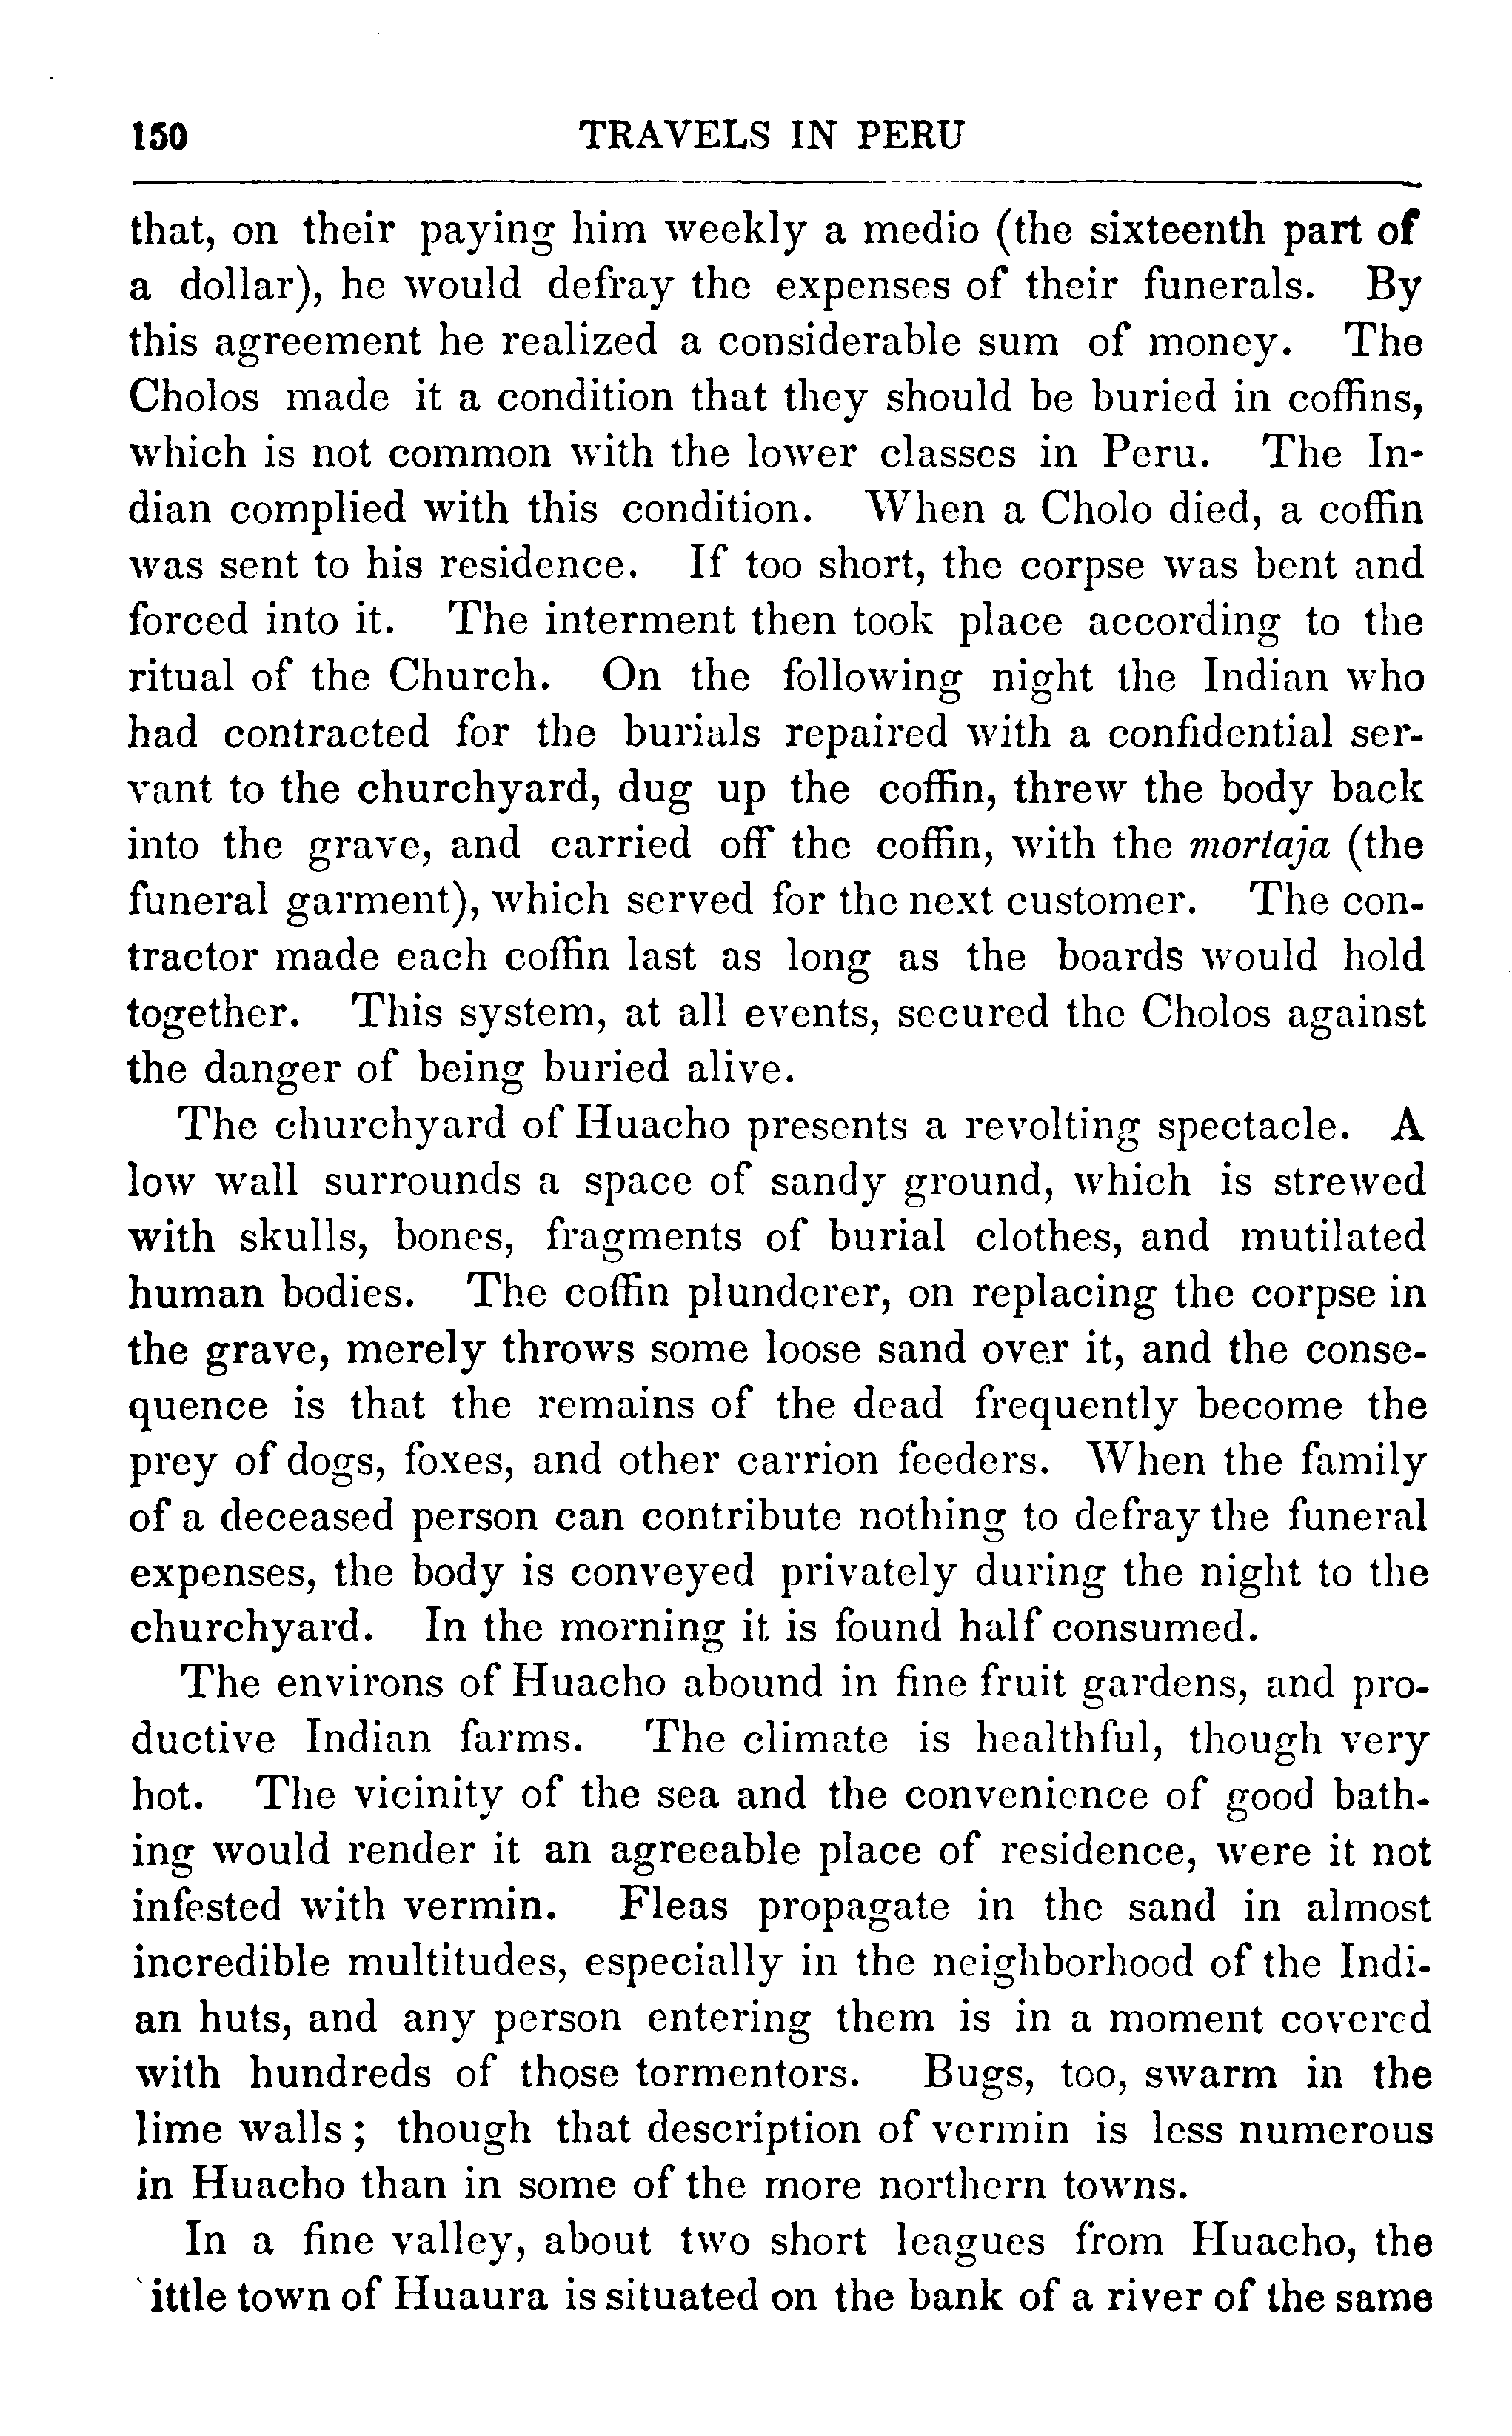 150 TRAVELS IN PERU
that, on their paying him weekly a medio (the sixteenth part of
a dollar), he would defray the expenses of their funerals. By
this agreement he realized a considerable sum of money. The
Cholos made it a condition that they should be buried in coffins,
which is not common with the lower classes in Peru. The In-
dian complied with this condition. When a Cholo died, a coffin
was sent to his residence. If too short, the corpse was bent and
forced into it. The interment then took place according to the
ritual of the Church. On the following night the Indian who
had contracted for the burials repaired with a confidential ser-
vant to the churchyard, dug up the coffin, threw the body back
into the grave, and carried off the coffin, with the mortaja (the
funeral garment), which served for the next customer. The con-
tractor made each coffin last as long as the boards would hold
together. This system, at all events, secured the Cholos against
the danger of being buried alive.
The churchyard of Huacho presents a revolting spectacle. A
low wall surrounds a space of sandy ground, which is strewed
with skulls, bones, fragments of burial clothes, and mutilated
human bodies. The coffin plunderer, on replacing the corpse in
the grave, merely throws some loose sand over it, and the conse-
quence is that the remains of the dead frequently become the
prey of dogs, foxes, and other carrion feeders. When the family
of a deceased person can contribute nothing to defray the funeral
expenses, the body is conveyed privately during the night to the
churchyard. In the morning it is found half consumed.
The environs of Huacho abound in fine fruit gardens, and pro-
ductive Indian farms. The climate is healthful, though very
hot. The vicinity of the sea and the convenience of good bath-
ing would render it an agreeable place of residence, were it not
infested with vermin. Fleas propagate in the sand in almost
incredible multitudes, especially in the neighborhood of the Indi-
an huts, and any person entering them is in a moment covered
with hundreds of those tormentors. Bugs, too, swarm in the
lime walls; though that description of vermin is less numerous
in Huacho than in some of the more northern towns.
In a fine valley, about two short leagues from Huacho, the
ittle town of Huaura is situated on the bank of a river of the same